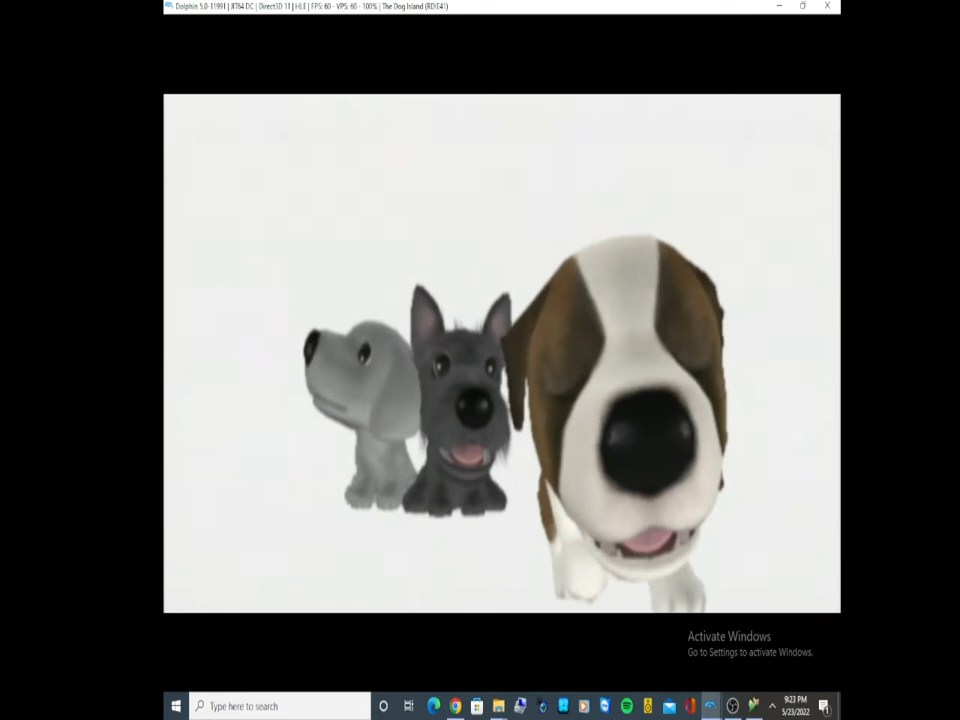 Dolphin 5.0-11991 | JIT64 DC | Direct3D 11 | HLE | FPS: 60 - VPS: 60 - 100% | The Dog Island (RDIE41)
Activate Windows
Go to Settings to activate Windows.
Type here to search
9:23 PM
5/23/2022
1